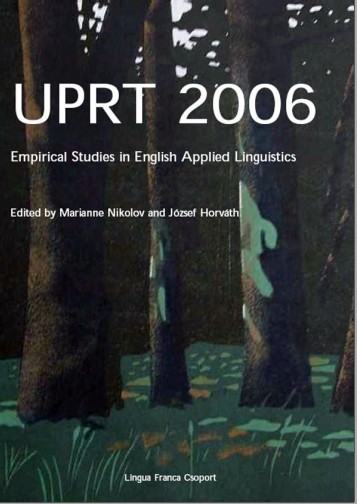 UPRT 2006
Empirical Studies in English Applied Linguistics
Edited by Marianne Nikolov and József Horváth
Lingua Franca Csoport